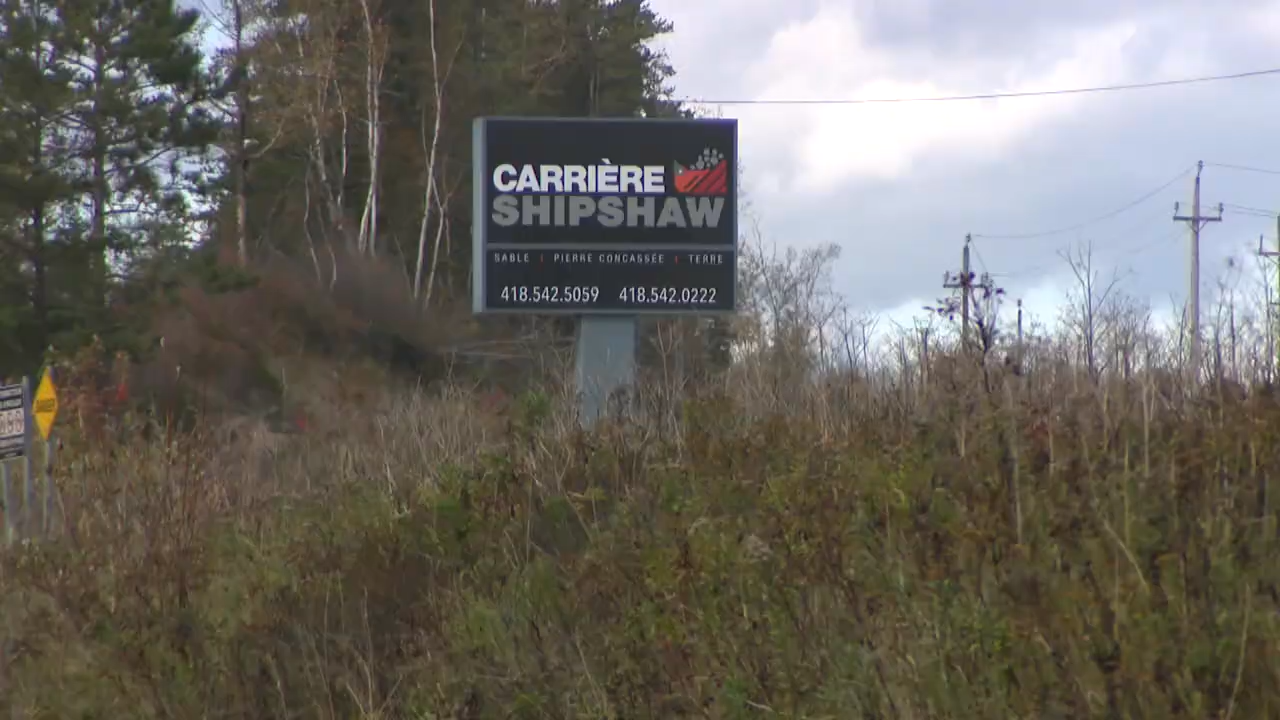 CARRIÈRE
SHIPSHAW
SABLE | PIERRE CONCASSÉE | TERRE
418.542.5059 418.542.0222